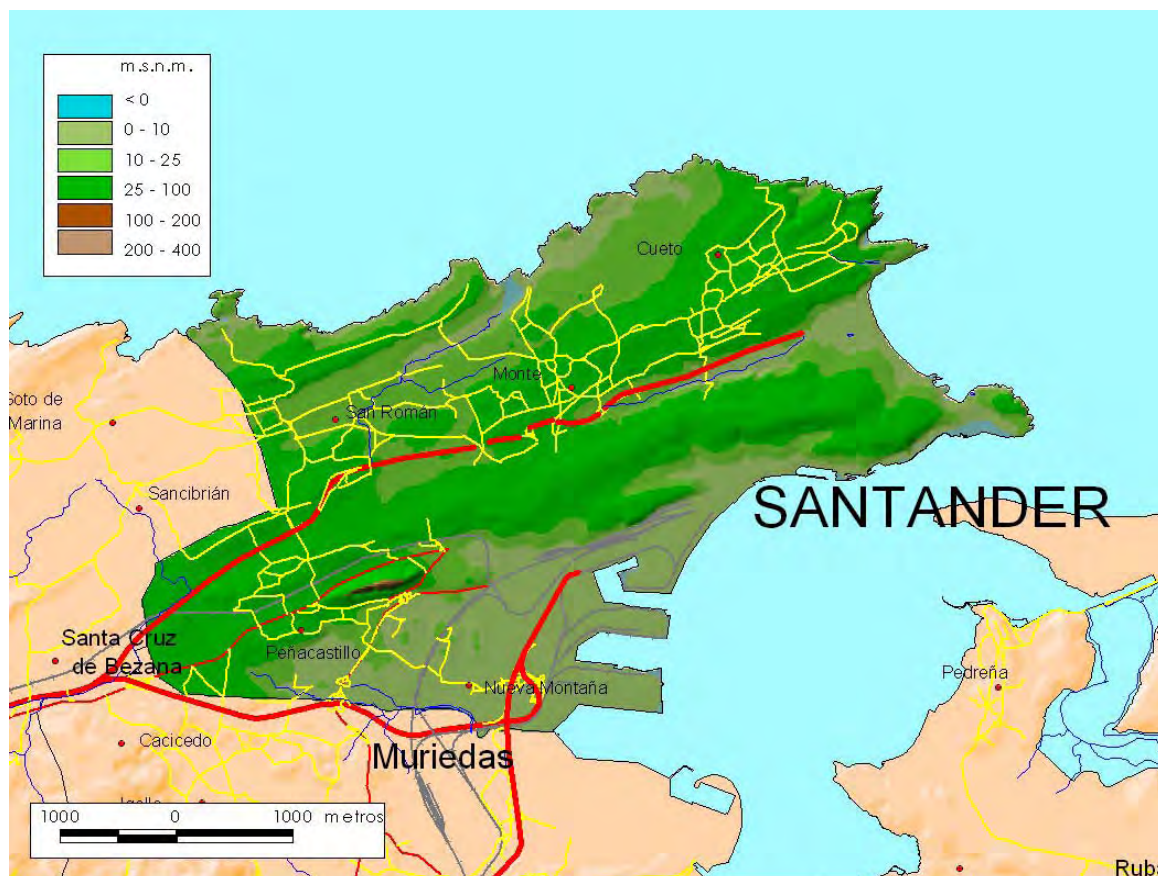 m.s.n.m.
< 0
0 - 10
10 - 25
25 - 100
100 - 200
200 - 400
Cueto
Monte
San Román
Soto de
Marina
Sancibrián
SANTANDER
Santa Cruz
de Bezana
Peñacastillo
Nueva Montaña
Pedreña
Cacicedo
Muriedas
1000 0 1000 metros